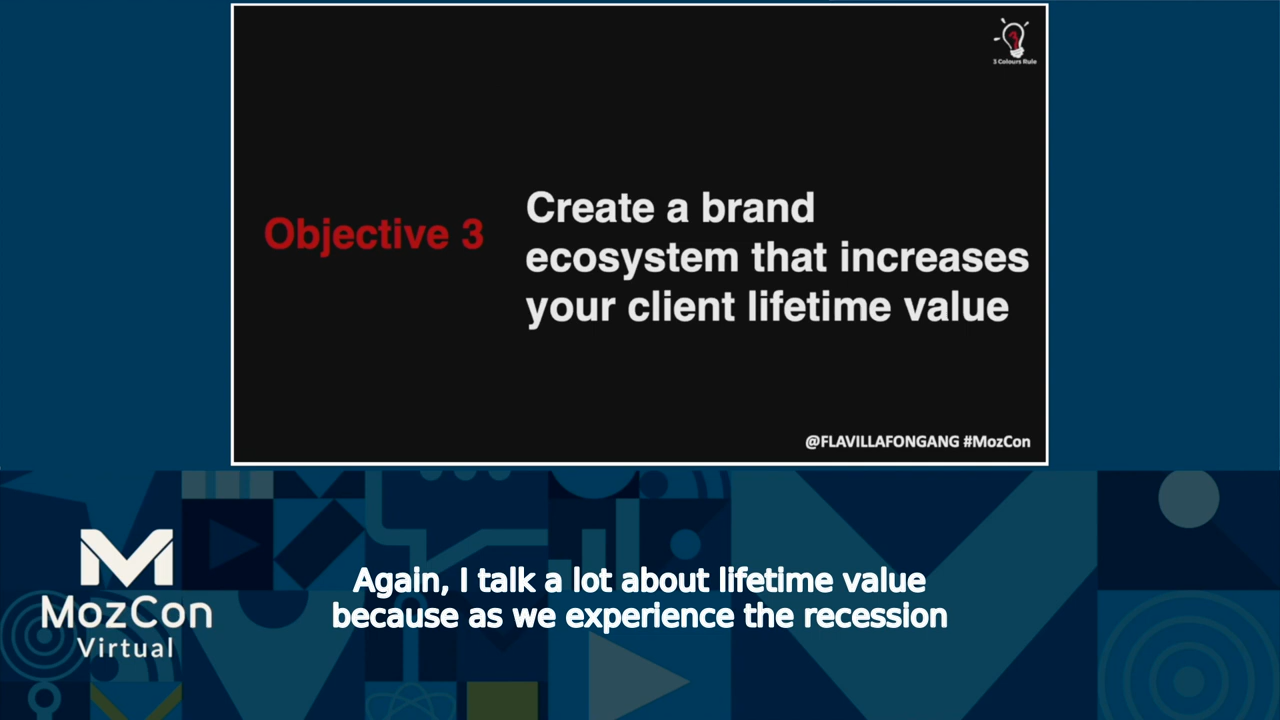 3 Colours Rule
Objective 3
Create a brand
ecosystem that increases
your client lifetime value
@FLAVILLAFONGANG #MozCon
MozCon
Virtual
Again, I talk a lot about lifetime value
because as we experience the recession